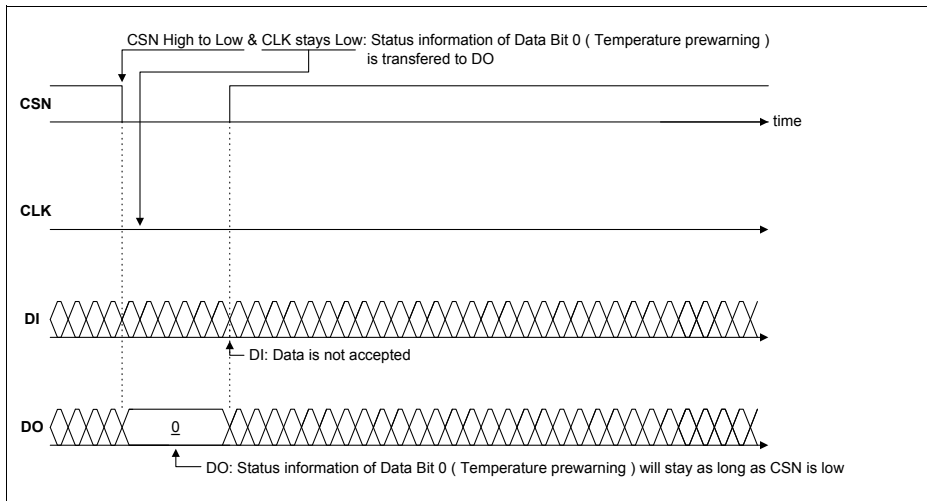 CSN High to Low & CLK stays Low: Status information of Data Bit 0 ( Temperature prewarning )
is transfered to DO
CSN
time
CLK
DI
DI: Data is not accepted
DO
0
DO: Status information of Data Bit 0 ( Temperature prewarning ) will stay as long as CSN is low